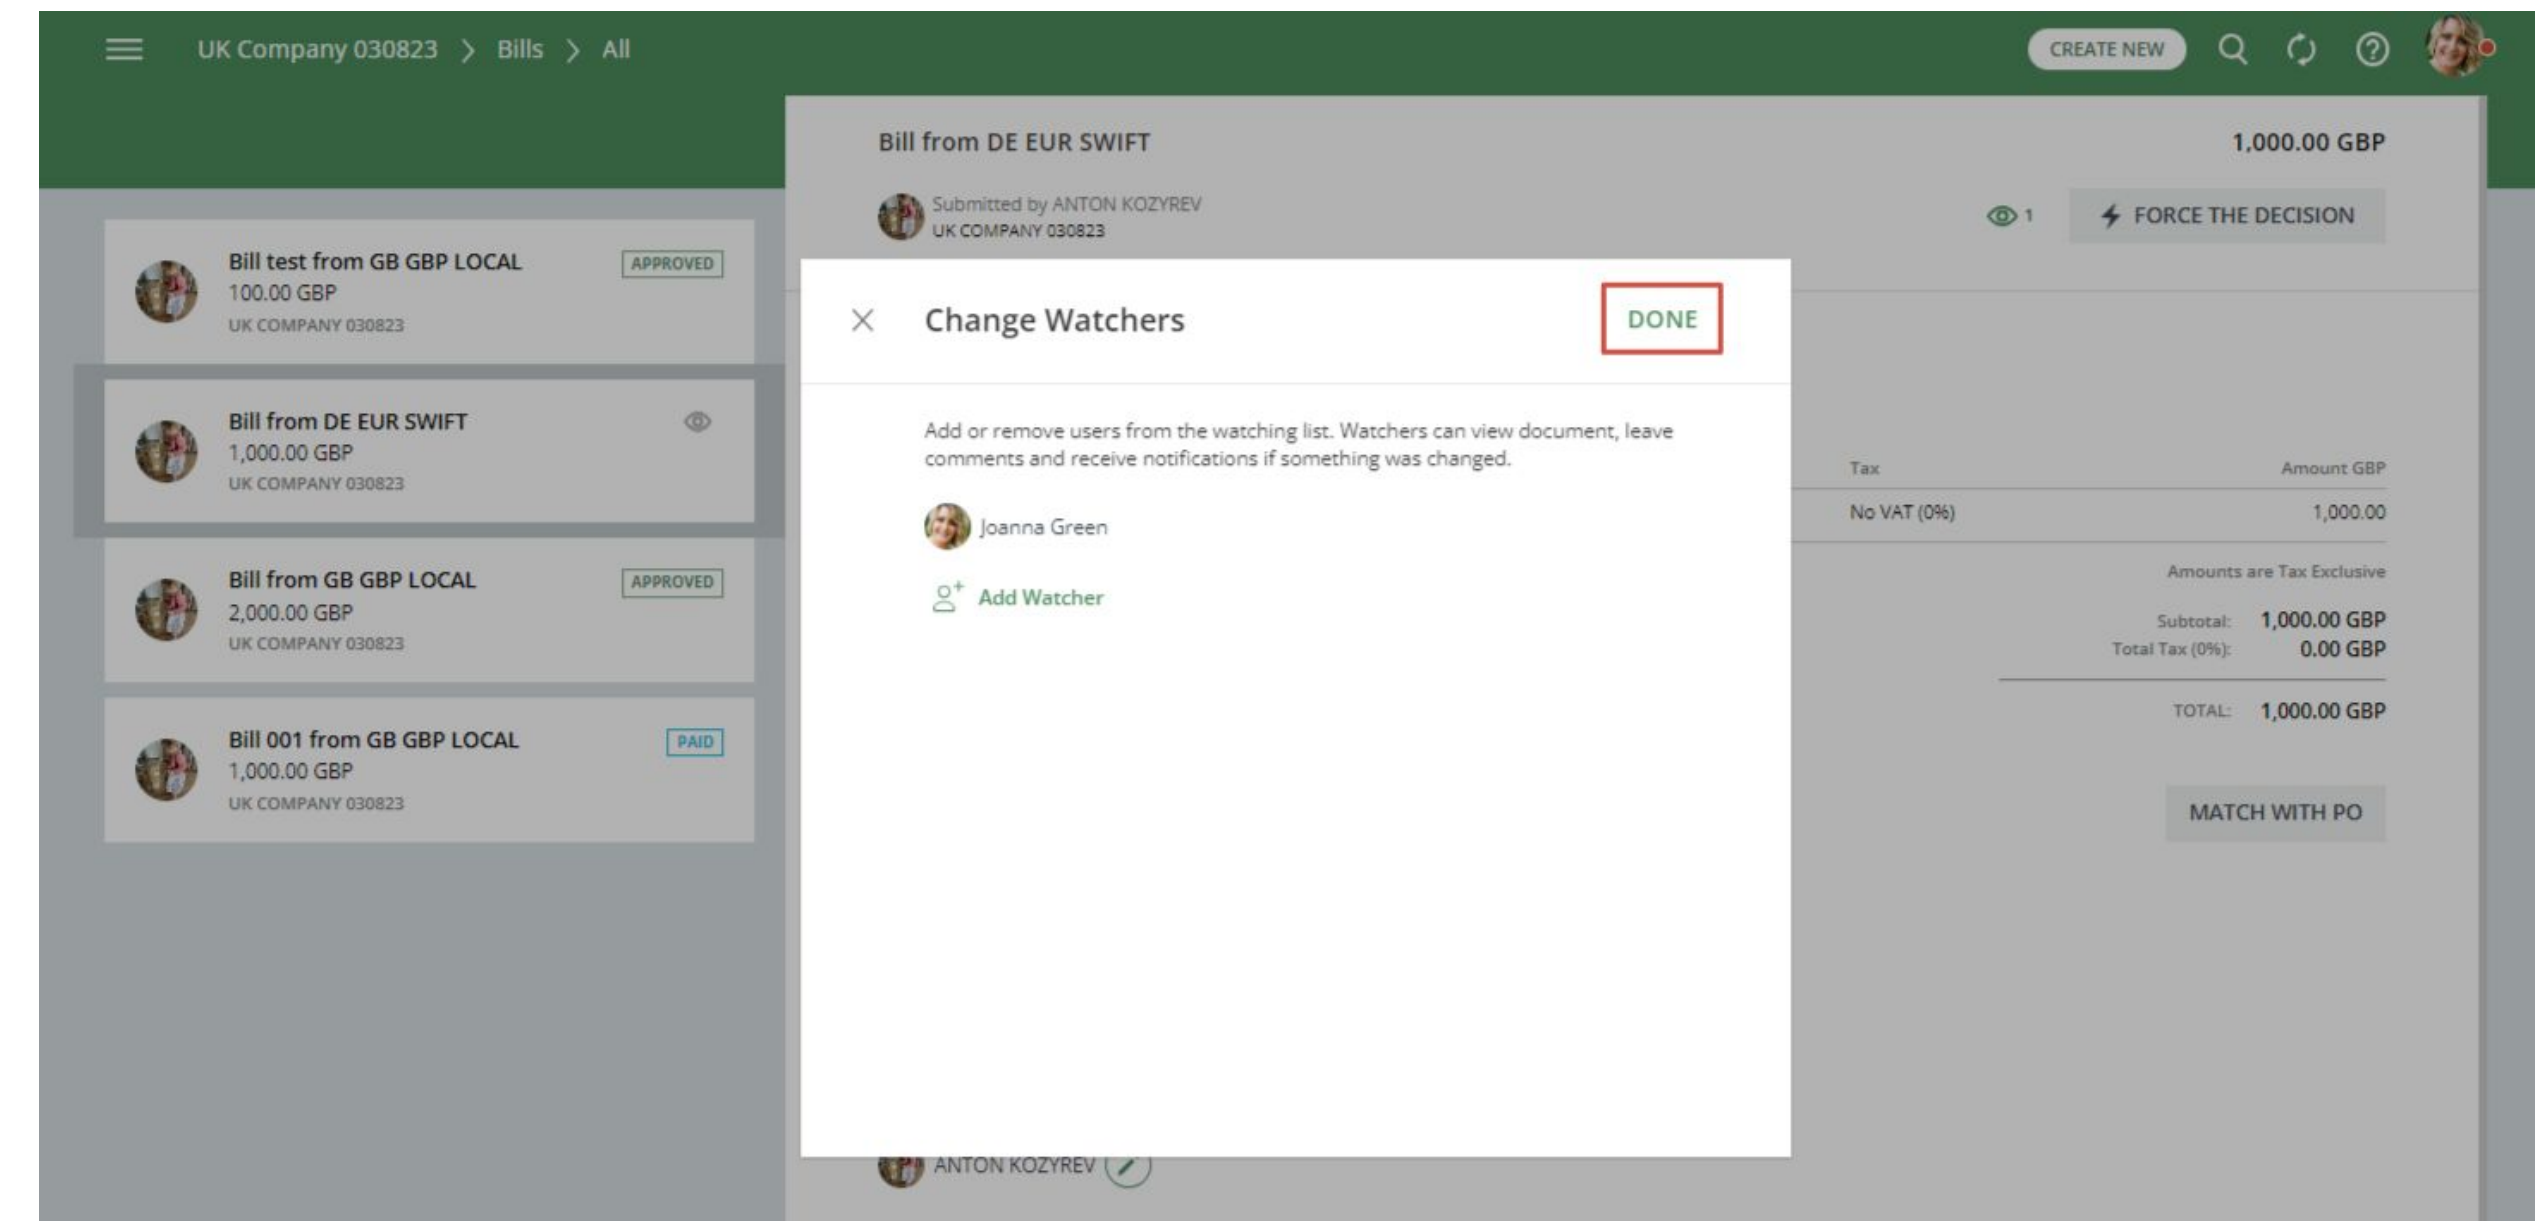 UK Company 030823 > Bills > All
CREATE NEW
Bill test from GB GBP LOCAL
APPROVED
100.00 GBP
UK COMPANY 030823
Bill from DE EUR SWIFT
1,000.00 GBP
UK COMPANY 030823
Bill from GB GBP LOCAL
APPROVED
2,000.00 GBP
UK COMPANY 030823
Bill 001 from GB GBP LOCAL
PAID
1,000.00 GBP
UK COMPANY 030823
Bill from DE EUR SWIFT
1,000.00 GBP
Submitted by ANTON KOZYREV
UK COMPANY 030823
1
FORCE THE DECISION
Change Watchers
DONE
Add or remove users from the watching list. Watchers can view document, leave
comments and receive notifications if something was changed.
Joanna Green
Add Watcher
Tax
Amount GBP
No VAT (0%)
1,000.00
Amounts are Tax Exclusive
Subtotal: 1,000.00 GBP
Total Tax (0%): 0.00 GBP
TOTAL: 1,000.00 GBP
MATCH WITH PO
ANTON KOZYREV